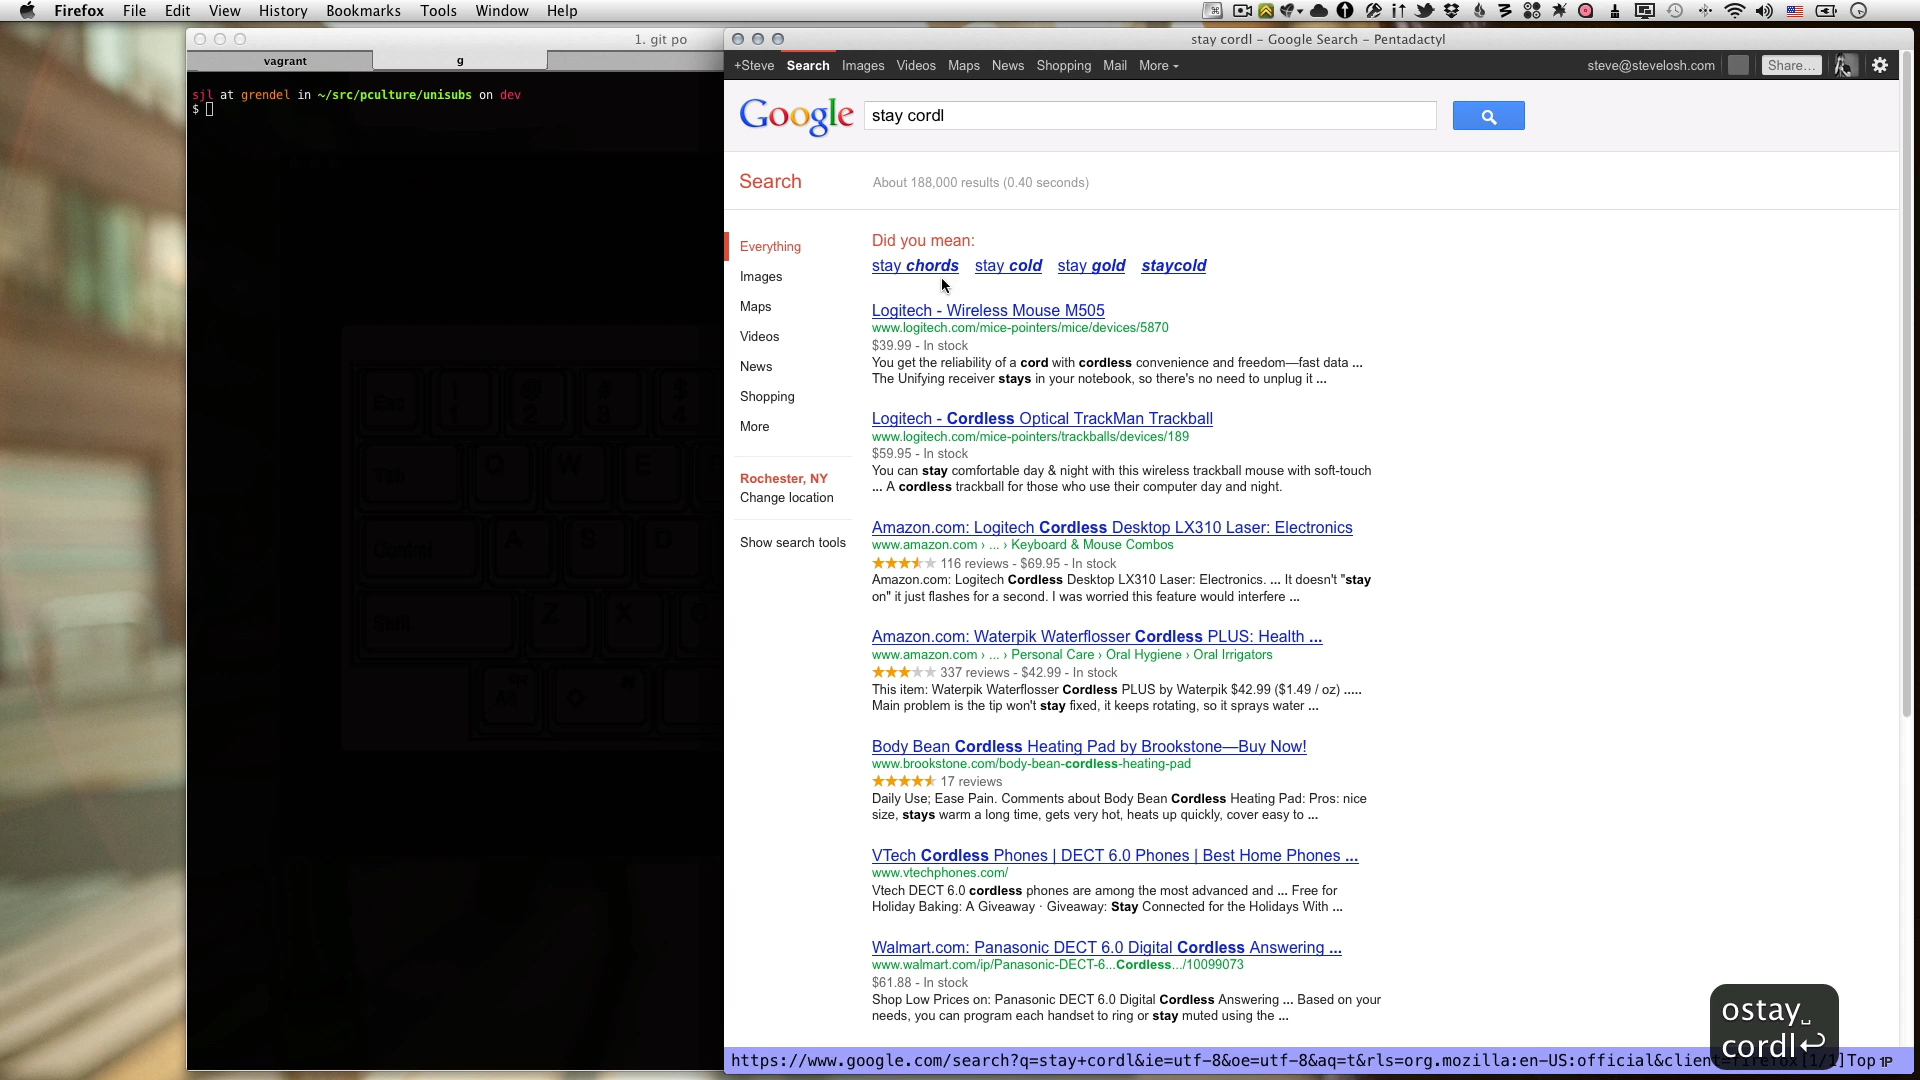 Firefox File Edit View History Bookmarks Tools Window Help
1. git po
vagrant
g
sjl at grendel in ~/src/pculture/unisubs on dev
$
stay cordl - Google Search - Pentadactyl
+Steve Search Images Videos Maps News Shopping Mail More
steve@stevelosh.com Share...
Google
stay cordl
Search
About 188,000 results (0.40 seconds)
Everything
Images
Maps
Videos
News
Shopping
More
Rochester, NY
Change location
Show search tools
Did you mean:
stay chords stay cold stay gold staycold
Logitech - Wireless Mouse M505
www.logitech.com/mice-pointers/mice/devices/5870
$39.99 - In stock
You get the reliability of a cord with cordless convenience and freedom—fast data ...
The Unifying receiver stays in your notebook, so there's no need to unplug it ...
Logitech - Cordless Optical TrackMan Trackball
www.logitech.com/mice-pointers/trackballs/devices/189
$59.95 - In stock
You can stay comfortable day & night with this wireless trackball mouse with soft-touch
... A cordless trackball for those who use their computer day and night.
Amazon.com: Logitech Cordless Desktop LX310 Laser: Electronics
www.amazon.com › ... › Keyboard & Mouse Combos
116 reviews - $69.95 - In stock
Amazon.com: Logitech Cordless Desktop LX310 Laser: Electronics. ... It doesn't "stay
on" it just flashes for a second. I was worried this feature would interfere ...
Amazon.com: Waterpik Waterflosser Cordless PLUS: Health ...
www.amazon.com › ... › Personal Care › Oral Hygiene › Oral Irrigators
337 reviews - $42.99 - In stock
This item: Waterpik Waterflosser Cordless PLUS by Waterpik $42.99 ($1.49 / oz) .....
Main problem is the tip won't stay fixed, it keeps rotating, so it sprays water ...
Body Bean Cordless Heating Pad by Brookstone—Buy Now!
www.brookstone.com/body-bean-cordless-heating-pad
17 reviews
Daily Use; Ease Pain. Comments about Body Bean Cordless Heating Pad: Pros: nice
size, stays warm a long time, gets very hot, heats up quickly, cover easy to ...
VTech Cordless Phones | DECT 6.0 Phones | Best Home Phones ...
www.vtechphones.com/
Vtech DECT 6.0 cordless phones are among the most advanced and ... Free for
Holiday Baking: A Giveaway · Giveaway: Stay Connected for the Holidays With ...
Walmart.com: Panasonic DECT 6.0 Digital Cordless Answering ...
www.walmart.com/ip/Panasonic-DECT-6...Cordless.../10099073
$61.88 - In stock
Shop Low Prices on: Panasonic DECT 6.0 Digital Cordless Answering ... Based on your
needs, you can program each handset to ring or stay muted using the ...
ostay␣
cordl↩
https://www.google.com/search?q=stay+cordl&ie=utf-8&oe=utf-8&aq=t&rls=org.mozilla:en-US:official&client=firefox[1/1]Top
Esc ! 1 @ 2 # 3 $ 4
Tab Q W E
Control A S D
Shift Z X C
Alt